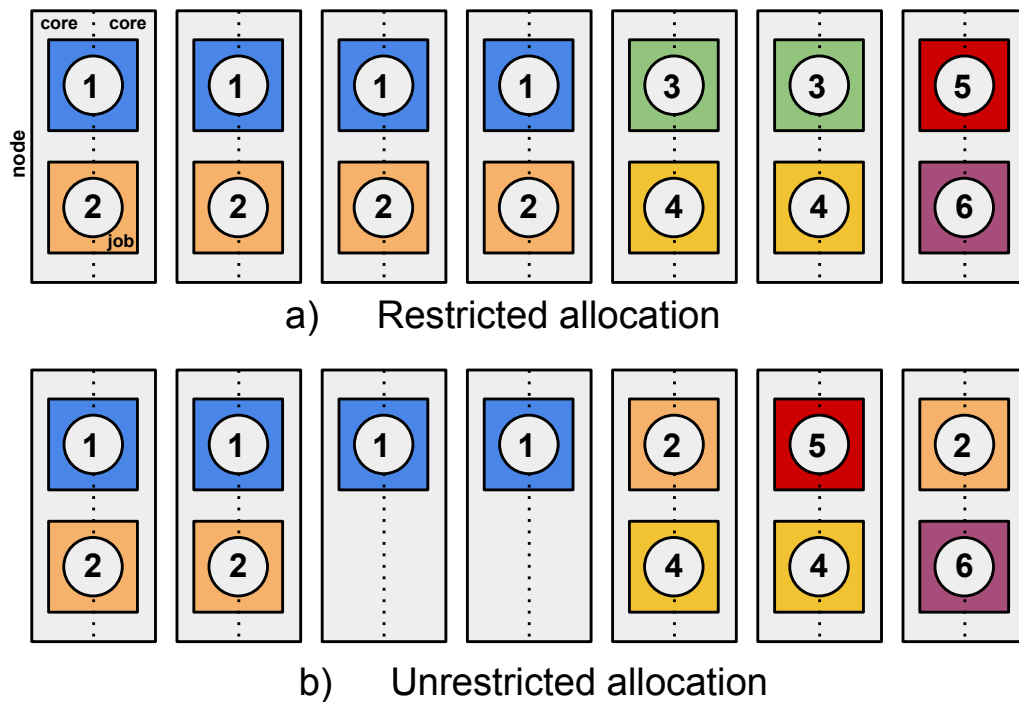 core core
node
1 1 1 1 3 3 5
2 2 2 2 4 4 6
job
a) Restricted allocation
1 1 1 1 2 5 2
2 2 4 4 6
b) Unrestricted allocation